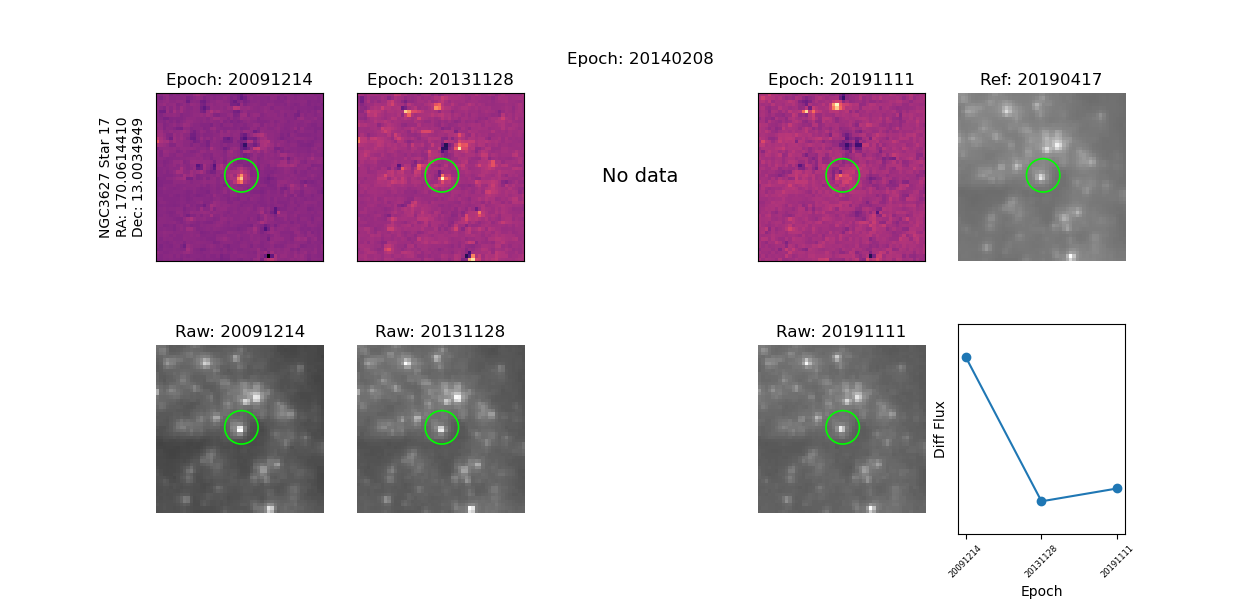 Epoch: 20140208
Epoch: 20091214
Epoch: 20131128
Epoch: 20191111
Ref: 20190417
NGC3627 Star 17
RA: 170.0614410
Dec: 13.0034949
No data
Raw: 20091214
Raw: 20131128
Raw: 20191111
Diff Flux
20091214
20131128
20191111
Epoch